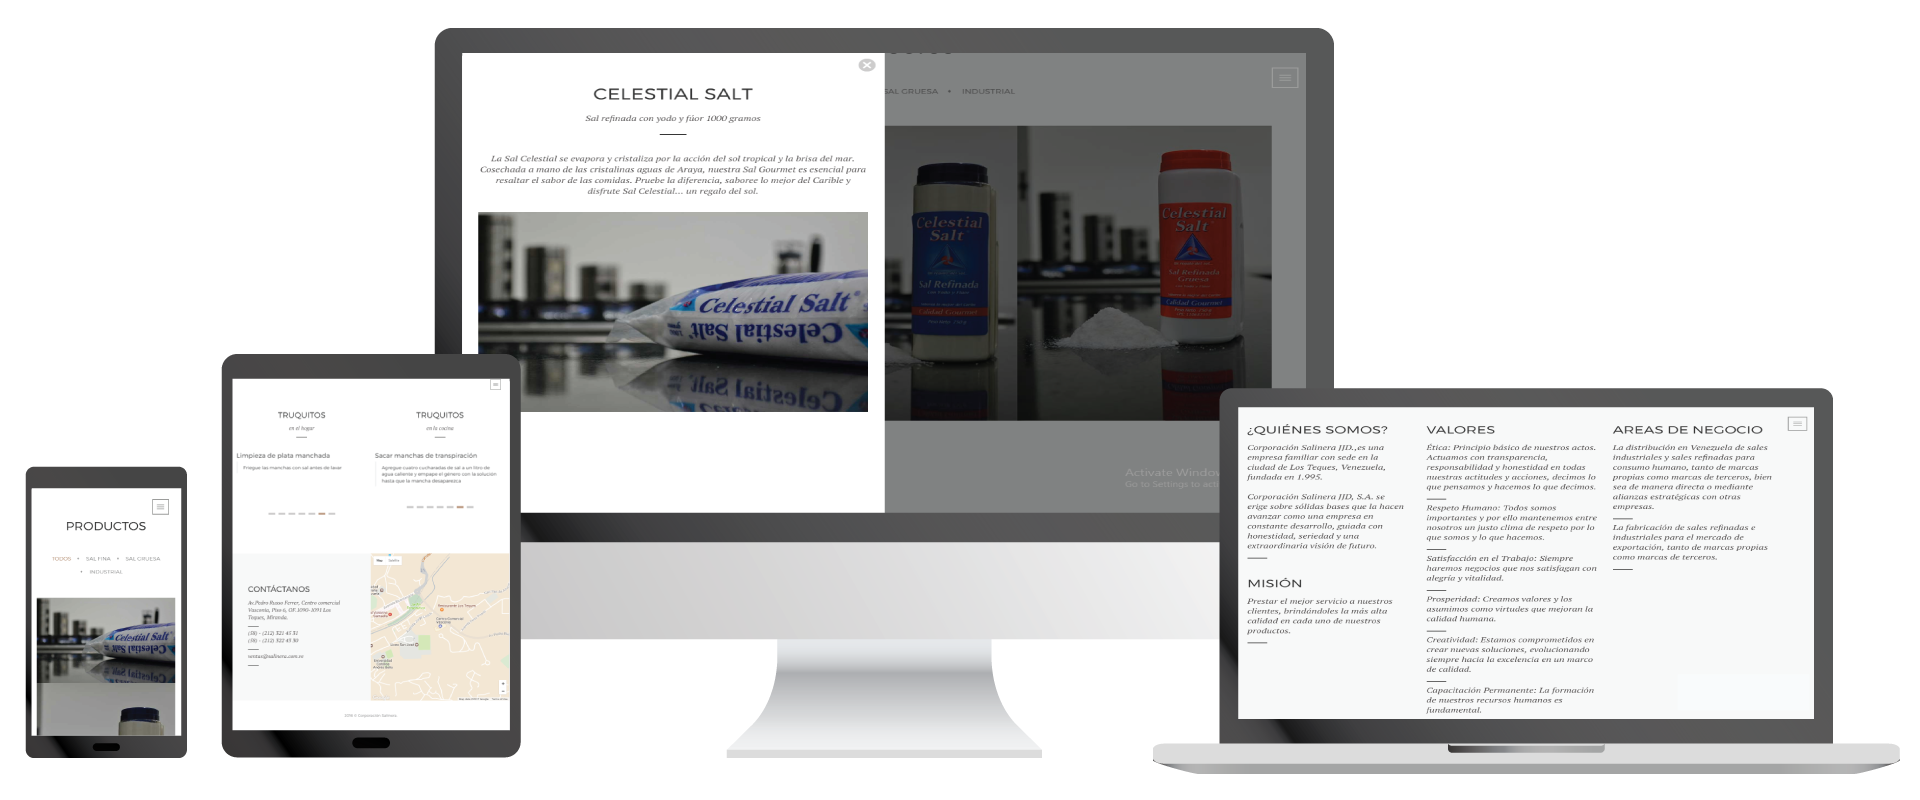 CELESTIAL SALT
Sal refinada con yodo y fúor 1000 gramos
La Sal Celestial se evapora y cristaliza por la acción del sol tropical y la brisa del mar.
Cosechada a mano de las cristalinas aguas de Araya, nuestra Sal Gourmet es esencial para
resaltar el sabor de las comidas. Pruebe la diferencia, saboree lo mejor del Caribe y
disfrute Sal Celestial... un regalo del sol.
Celestial Salt
Celestial
Salt
SAL GRUESA • INDUSTRIAL
Celestial
Salt
Sal Refinada
Calidad Gourmet
Celestial
Salt
Sal Refinada
Gruesa
Calidad Gourmet
Activate Window
Go to Settings to acti
PRODUCTOS
TODOS • SAL FINA • SAL GRUESA
• INDUSTRIAL
Celestial Salt
TRUQUITOS
en el hogar
Limpieza de plata manchada
Friegue las manchas con sal antes de lavar
TRUQUITOS
en la cocina
Sacar manchas de transpiración
Agregue cuatro cucharadas de sal a un litro de
agua caliente y empape el género con la solución
hasta que la mancha desaparezca
CONTÁCTANOS
Av.Pedro Russo Ferrer, Centro comercial
Vasconia, Piso 6, OF.1090-1091 Los
Teques, Miranda.
(58) - (212) 322 45 51
(58) - (212) 322 45 50
ventas@salinera.com.ve
2016 © Corporación Salinera
¿QUIÉNES SOMOS?
Corporación Salinera JJD.,es una
empresa familiar con sede en la
ciudad de Los Teques, Venezuela,
fundada en 1.995.
Corporación Salinera JJD, S.A. se
erige sobre sólidas bases que la hacen
avanzar como una empresa en
constante desarrollo, guiada con
honestidad, seriedad y una
extraordinaria visión de futuro.
MISIÓN
Prestar el mejor servicio a nuestros
clientes, brindándoles la más alta
calidad en cada uno de nuestros
productos.
VALORES
Ética: Principio básico de nuestros actos.
Actuamos con transparencia,
responsabilidad y honestidad en todas
nuestras actitudes y acciones, decimos lo
que pensamos y hacemos lo que decimos.
Respeto Humano: Todos somos
importantes y por ello mantenemos entre
nosotros un justo clima de respeto por lo
que somos y lo que hacemos.
Satisfacción en el Trabajo: Siempre
haremos negocios que nos satisfagan con
alegría y vitalidad.
Prosperidad: Creamos valores y los
asumimos como virtudes que mejoran la
calidad humana.
Creatividad: Estamos comprometidos en
crear nuevas soluciones, evolucionando
siempre hacia la excelencia en un marco
de calidad.
Capacitación Permanente: La formación
de nuestros recursos humanos es
fundamental.
AREAS DE NEGOCIO
La distribución en Venezuela de sales
industriales y sales refinadas para
consumo humano, tanto de marcas
propias como marcas de terceros, bien
sea de manera directa o mediante
alianzas estratégicas con otras
empresas.
La fabricación de sales refinadas e
industriales para el mercado de
exportación, tanto de marcas propias
como marcas de terceros.